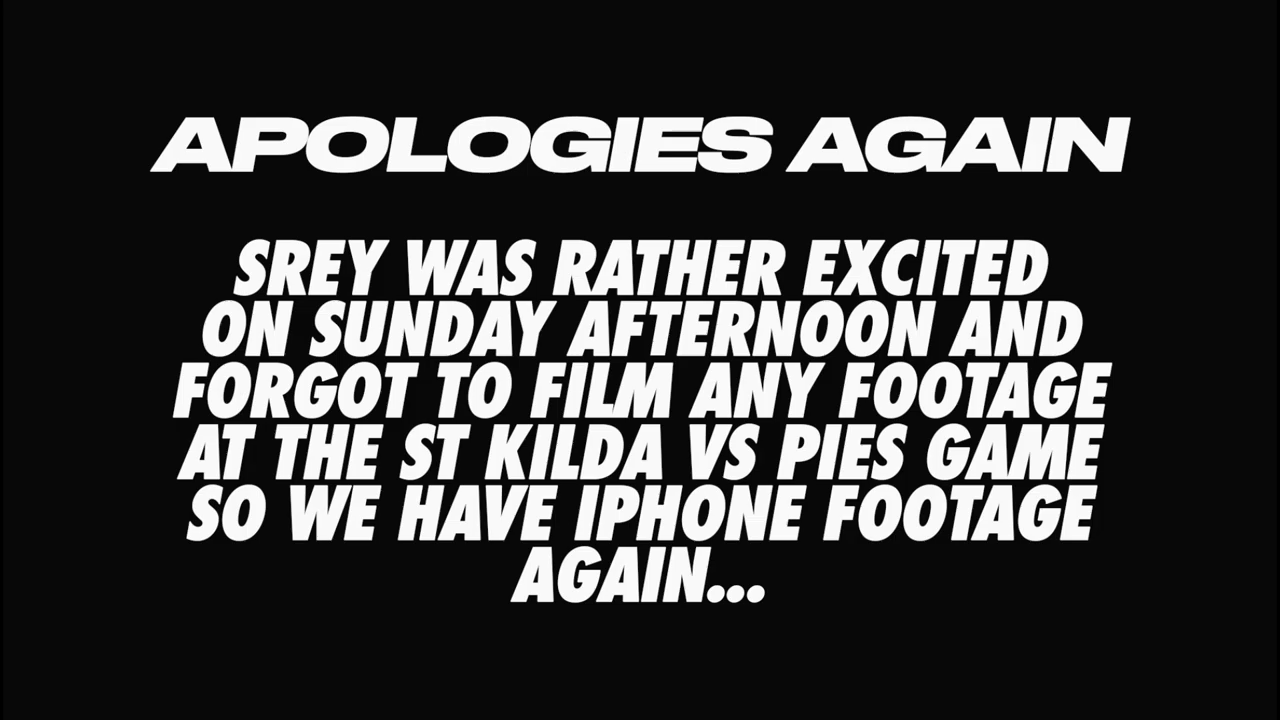 APOLOGIES AGAIN
SREY WAS RATHER EXCITED
ON SUNDAY AFTERNOON AND
FORGOT TO FILM ANY FOOTAGE
AT THE ST KILDA VS PIES GAME
SO WE HAVE IPHONE FOOTAGE
AGAIN...